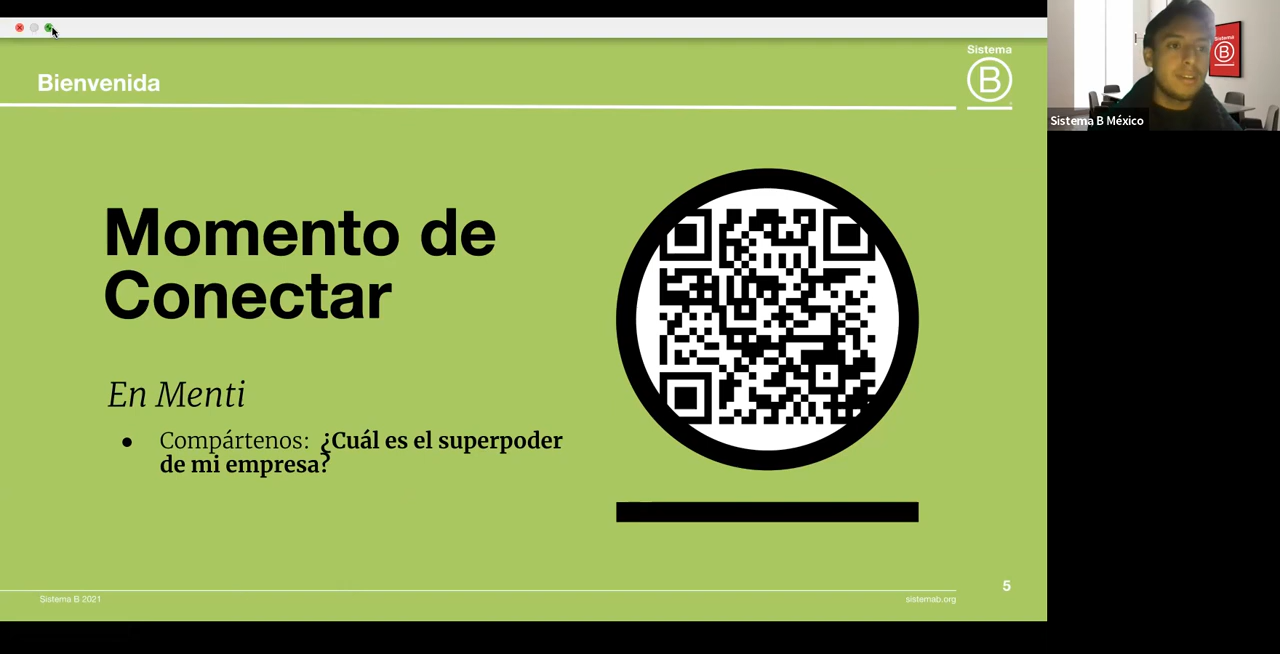 Bienvenida
Sistema
B
Momento de
Conectar
En Menti
● Compártenos: ¿Cuál es el superpoder
de mi empresa?
5
Sistema B 2021
sistemab.org
Sistema
B
Sistema B México